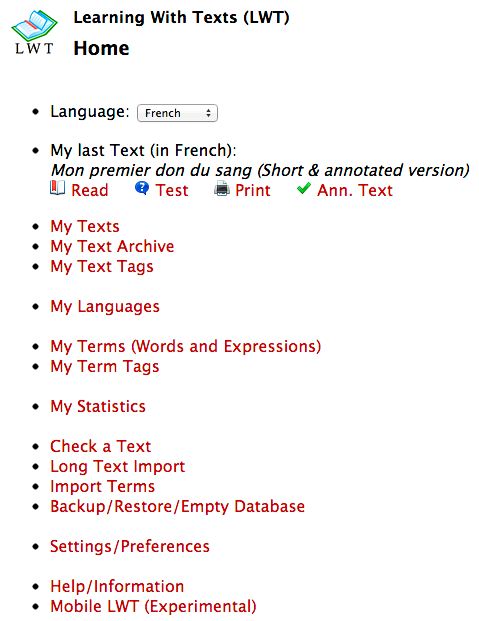 Learning With Texts (LWT)
LWT
Home
Language: French
My last Text (in French):
Mon premier don du sang (Short & annotated version)
Read ? Test Print Ann. Text
My Texts
My Text Archive
My Text Tags
My Languages
My Terms (Words and Expressions)
My Term Tags
My Statistics
Check a Text
Long Text Import
Import Terms
Backup/Restore/Empty Database
Settings/Preferences
Help/Information
Mobile LWT (Experimental)